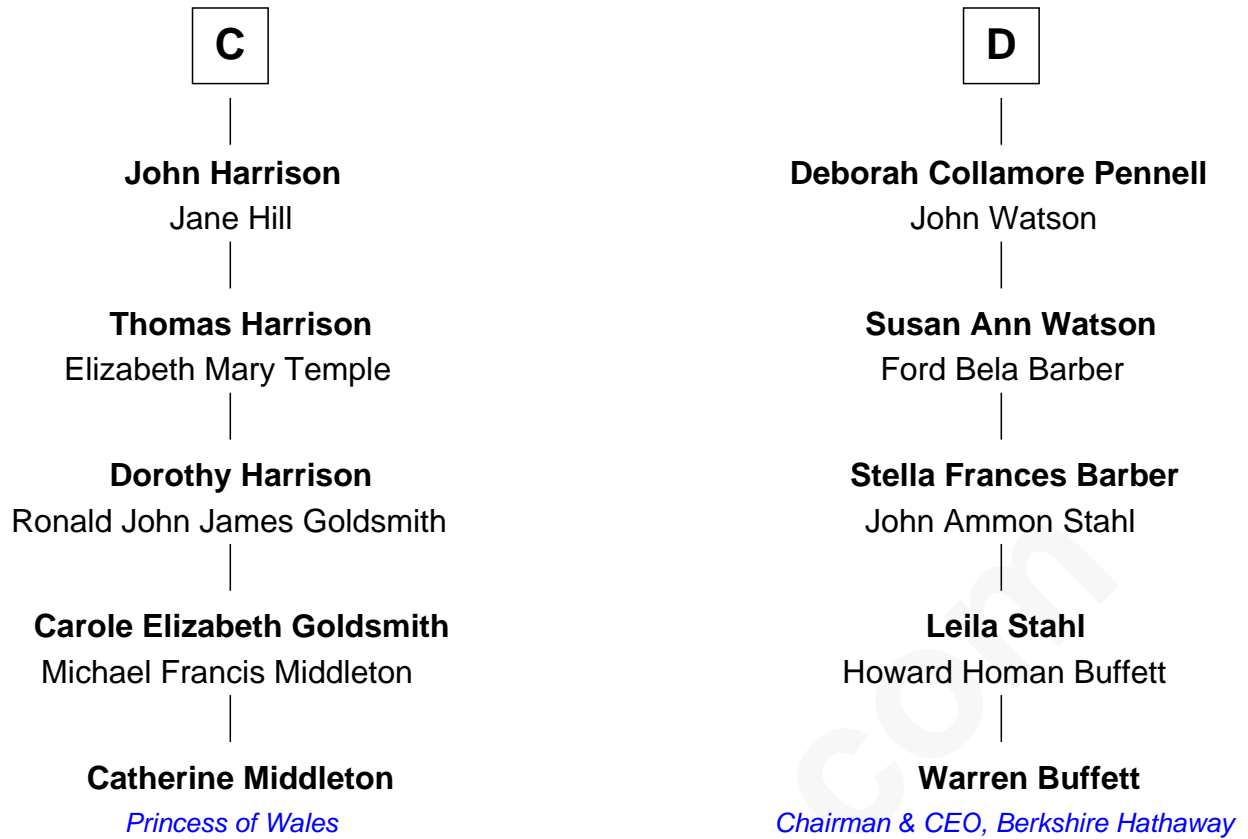 C
John Harrison
Jane Hill
Thomas Harrison
Elizabeth Mary Temple
Dorothy Harrison
Ronald John James Goldsmith
Carole Elizabeth Goldsmith
Michael Francis Middleton
Catherine Middleton
Princess of Wales
D
Deborah Collamore Pennell
John Watson
Susan Ann Watson
Ford Bela Barber
Stella Frances Barber
John Ammon Stahl
Leila Stahl
Howard Homan Buffett
Warren Buffett
Chairman & CEO, Berkshire Hathaway
com